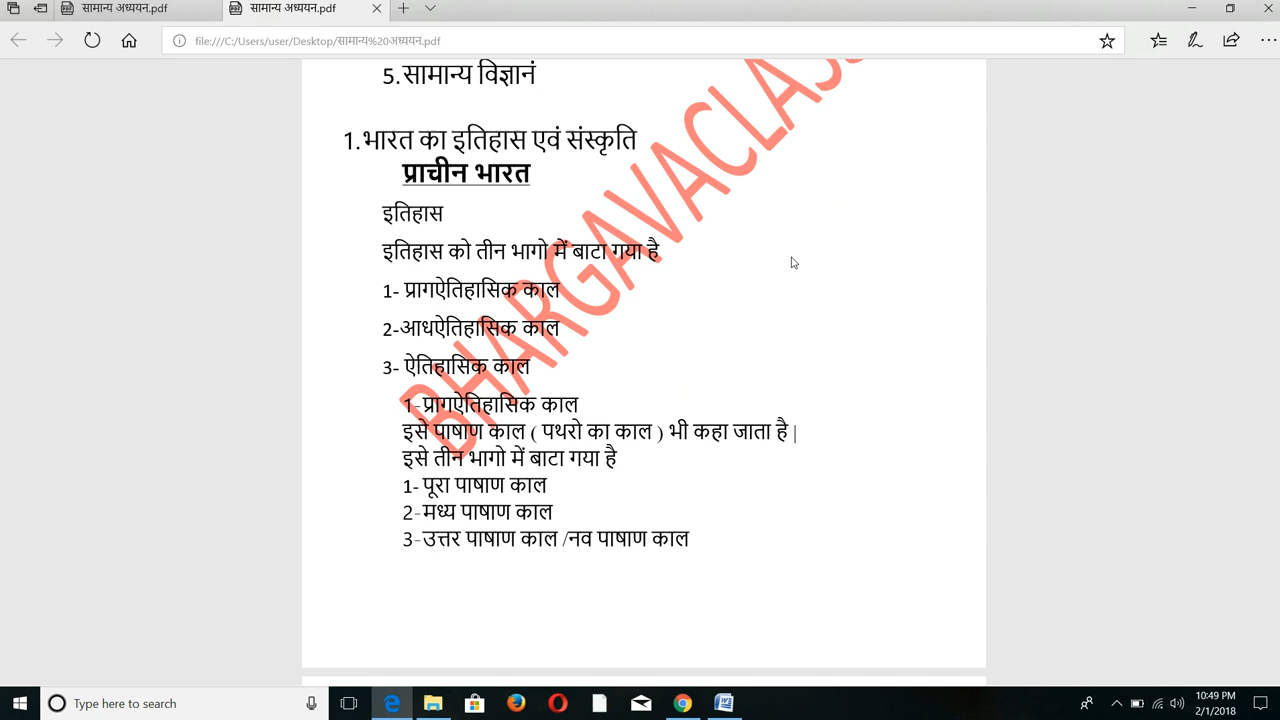 सामान्य अध्ययन.pdf
सामान्य अध्ययन.pdf
file:///C:/Users/user/Desktop/सामान्य%20अध्ययन.pdf
5.सामान्य विज्ञानं
1.भारत का इतिहास एवं संस्कृति
प्राचीन भारत
इतिहास
इतिहास को तीन भागो में बाटा गया है
1- प्रागऐतिहासिक काल
2-आधऐतिहासिक काल
3- ऐतिहासिक काल
1-प्रागऐतिहासिक काल
इसे पाषाण काल ( पथरो का काल ) भी कहा जाता है |
इसे तीन भागो में बाटा गया है
1- पूरा पाषाण काल
2-मध्य पाषाण काल
3-उत्तर पाषाण काल /नव पाषाण काल
BHARGAVACLASS
Type here to search
10:49 PM
2/1/2018